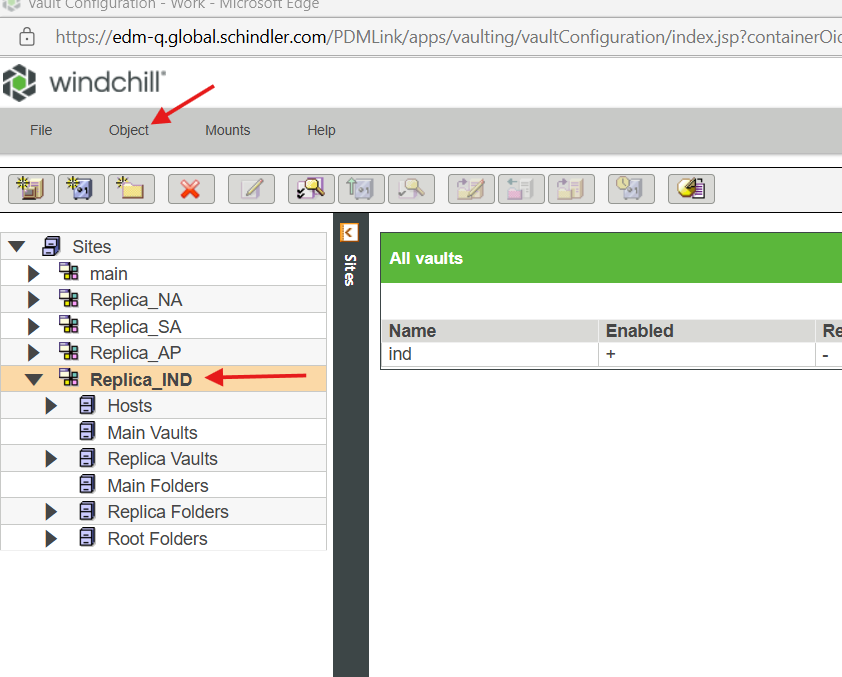 Vault Configuration - Work - Microsoft Edge
https://edm-q.global.schindler.com/PDMLink/apps/vaulting/vaultConfiguration/index.jsp?containerOid
windchill
File Object Mounts Help
Sites
main
Replica_NA
Replica_SA
Replica_AP
Replica_IND
Hosts
Main Vaults
Replica Vaults
Main Folders
Replica Folders
Root Folders
Sites
All vaults
Name Enabled Re
ind + -